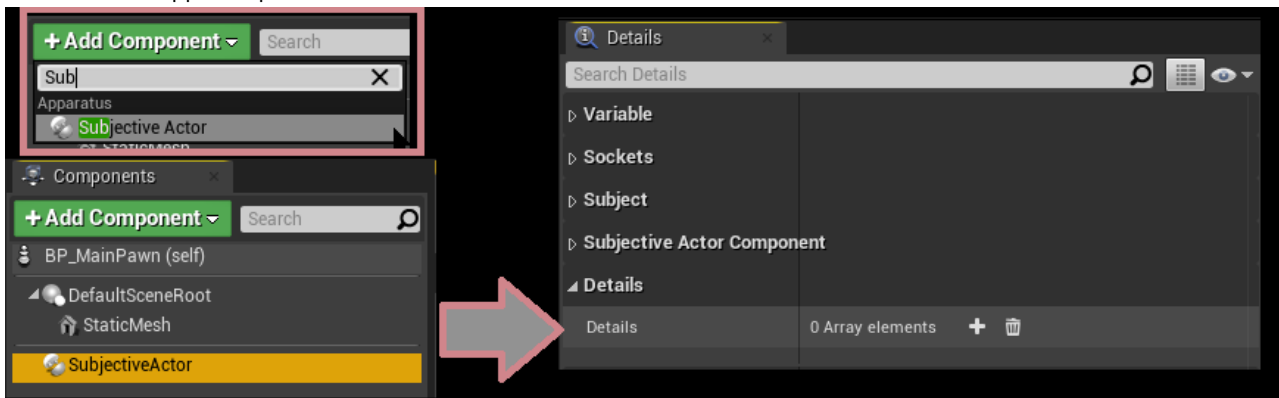 + Add Component
Search
Sub
Apparatus
Subjective Actor
StaticMesh
Components
+ Add Component
Search
BP_MainPawn (self)
DefaultSceneRoot
StaticMesh
SubjectiveActor
Details
Search Details
Variable
Sockets
Subject
Subjective Actor Component
Details
Details 0 Array elements